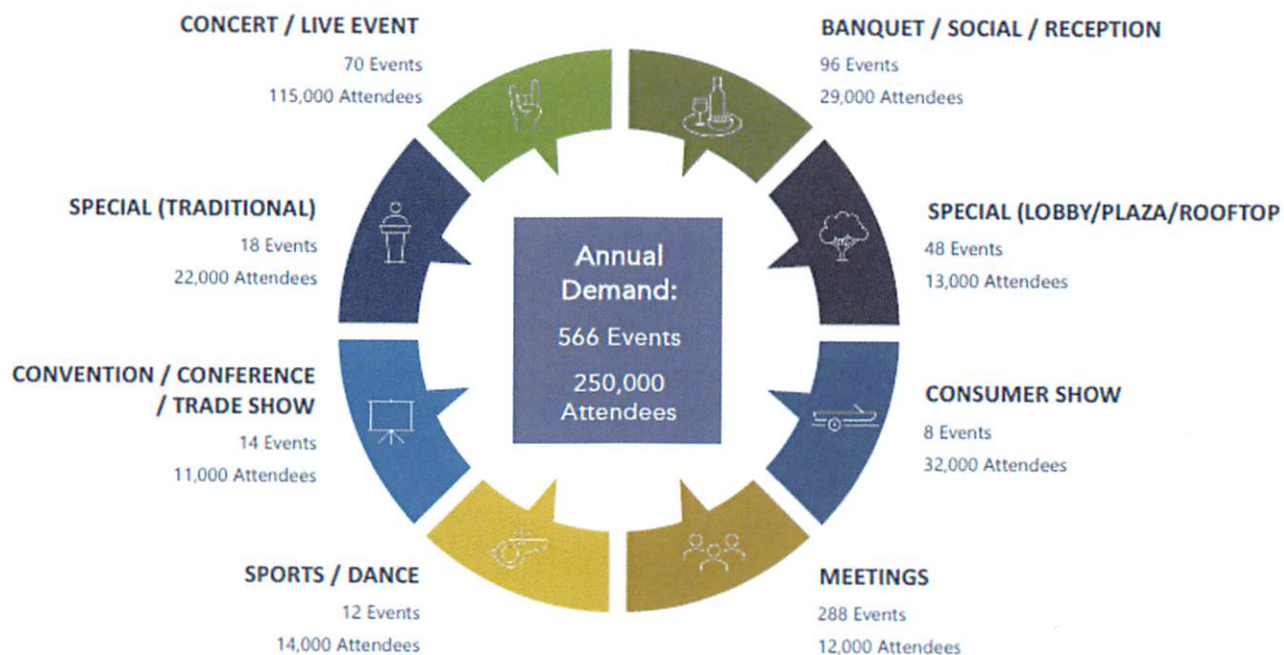 CONCERT / LIVE EVENT
70 Events
115,000 Attendees
BANQUET / SOCIAL / RECEPTION
96 Events
29,000 Attendees
SPECIAL (TRADITIONAL)
18 Events
22,000 Attendees
SPECIAL (LOBBY/PLAZA/ROOFTOP
48 Events
13,000 Attendees
Annual
Demand:
566 Events
250,000
Attendees
CONVENTION / CONFERENCE
/ TRADE SHOW
14 Events
11,000 Attendees
CONSUMER SHOW
8 Events
32,000 Attendees
SPORTS / DANCE
12 Events
14,000 Attendees
MEETINGS
288 Events
12,000 Attendees